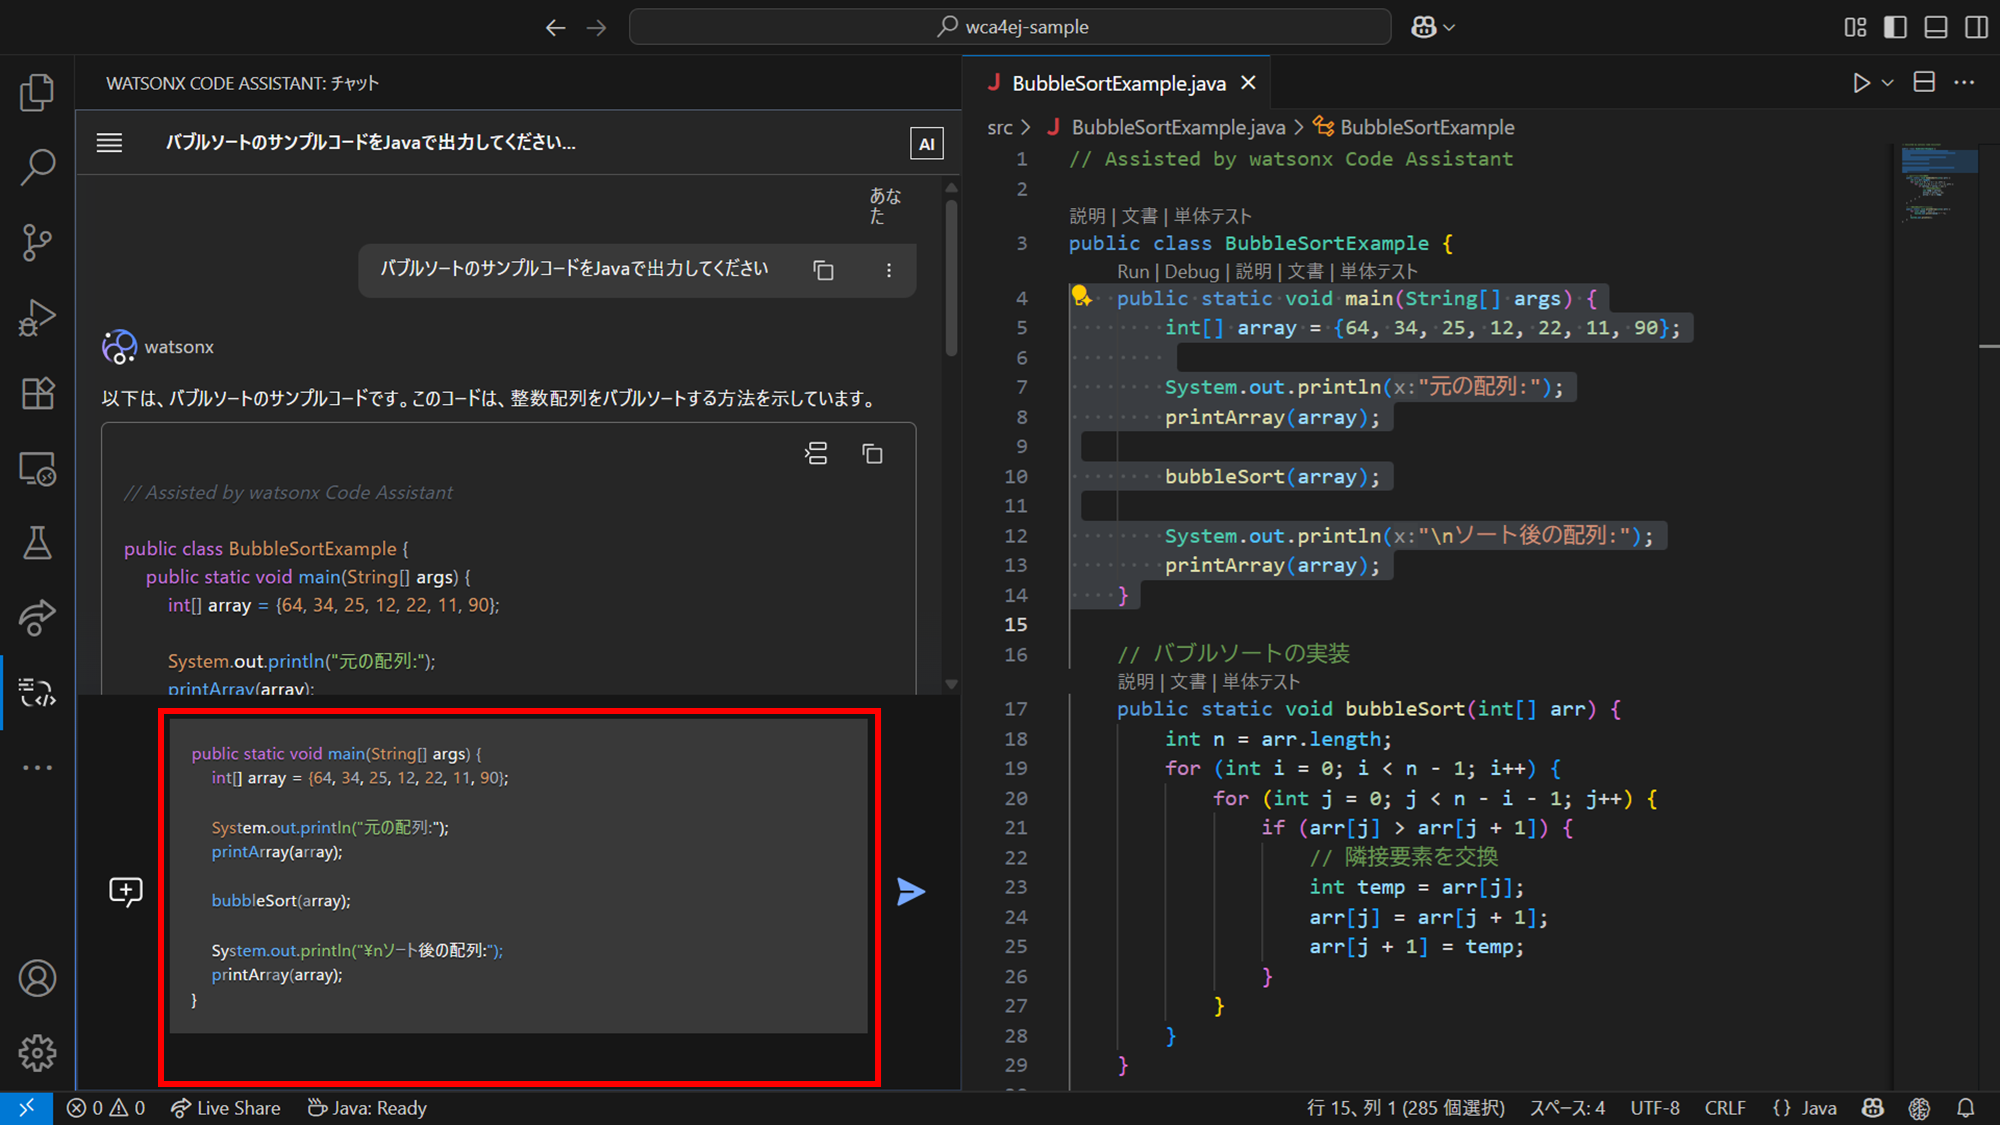 wca4ej-sample
WATSONX CODE ASSISTANT: チャット
バブルソートのサンプルコードをJavaで出力してください...
AI
あな
た
バブルソートのサンプルコードをJavaで出力してください
watsonx
以下は、バブルソートのサンプルコードです。このコードは、整数配列をバブルソートする方法を示しています。
// Assisted by watsonx Code Assistant
public class BubbleSortExample {
public static void main(String[] args) {
int[] array = {64, 34, 25, 12, 22, 11, 90};
System.out.println("元の配列:");
printArray(array);
public static void main(String[] args) {
int[] array = {64, 34, 25, 12, 22, 11, 90};
System.out.println("元の配列:");
printArray(array);
bubbleSort(array);
System.out.println("¥nソート後の配列:");
printArray(array);
}
BubbleSortExample.java
src > BubbleSortExample.java > BubbleSortExample
1 // Assisted by watsonx Code Assistant
2
説明 | 文書 | 単体テスト
3 public class BubbleSortExample {
Run | Debug | 説明 | 文書 | 単体テスト
4 public static void main(String[] args) {
5 int[] array = {64, 34, 25, 12, 22, 11, 90};
6
7 System.out.println(x:"元の配列:");
8 printArray(array);
9
10 bubbleSort(array);
11
12 System.out.println(x:"\nソート後の配列:");
13 printArray(array);
14 }
15
16 // バブルソートの実装
説明 | 文書 | 単体テスト
17 public static void bubbleSort(int[] arr) {
18 int n = arr.length;
19 for (int i = 0; i < n - 1; i++) {
20 for (int j = 0; j < n - i - 1; j++) {
21 if (arr[j] > arr[j + 1]) {
22 // 隣接要素を交換
23 int temp = arr[j];
24 arr[j] = arr[j + 1];
25 arr[j + 1] = temp;
26 }
27 }
28 }
29 }
0 0 Live Share Java: Ready
行 15、列 1 (285 個選択) スペース: 4 UTF-8 CRLF {} Java